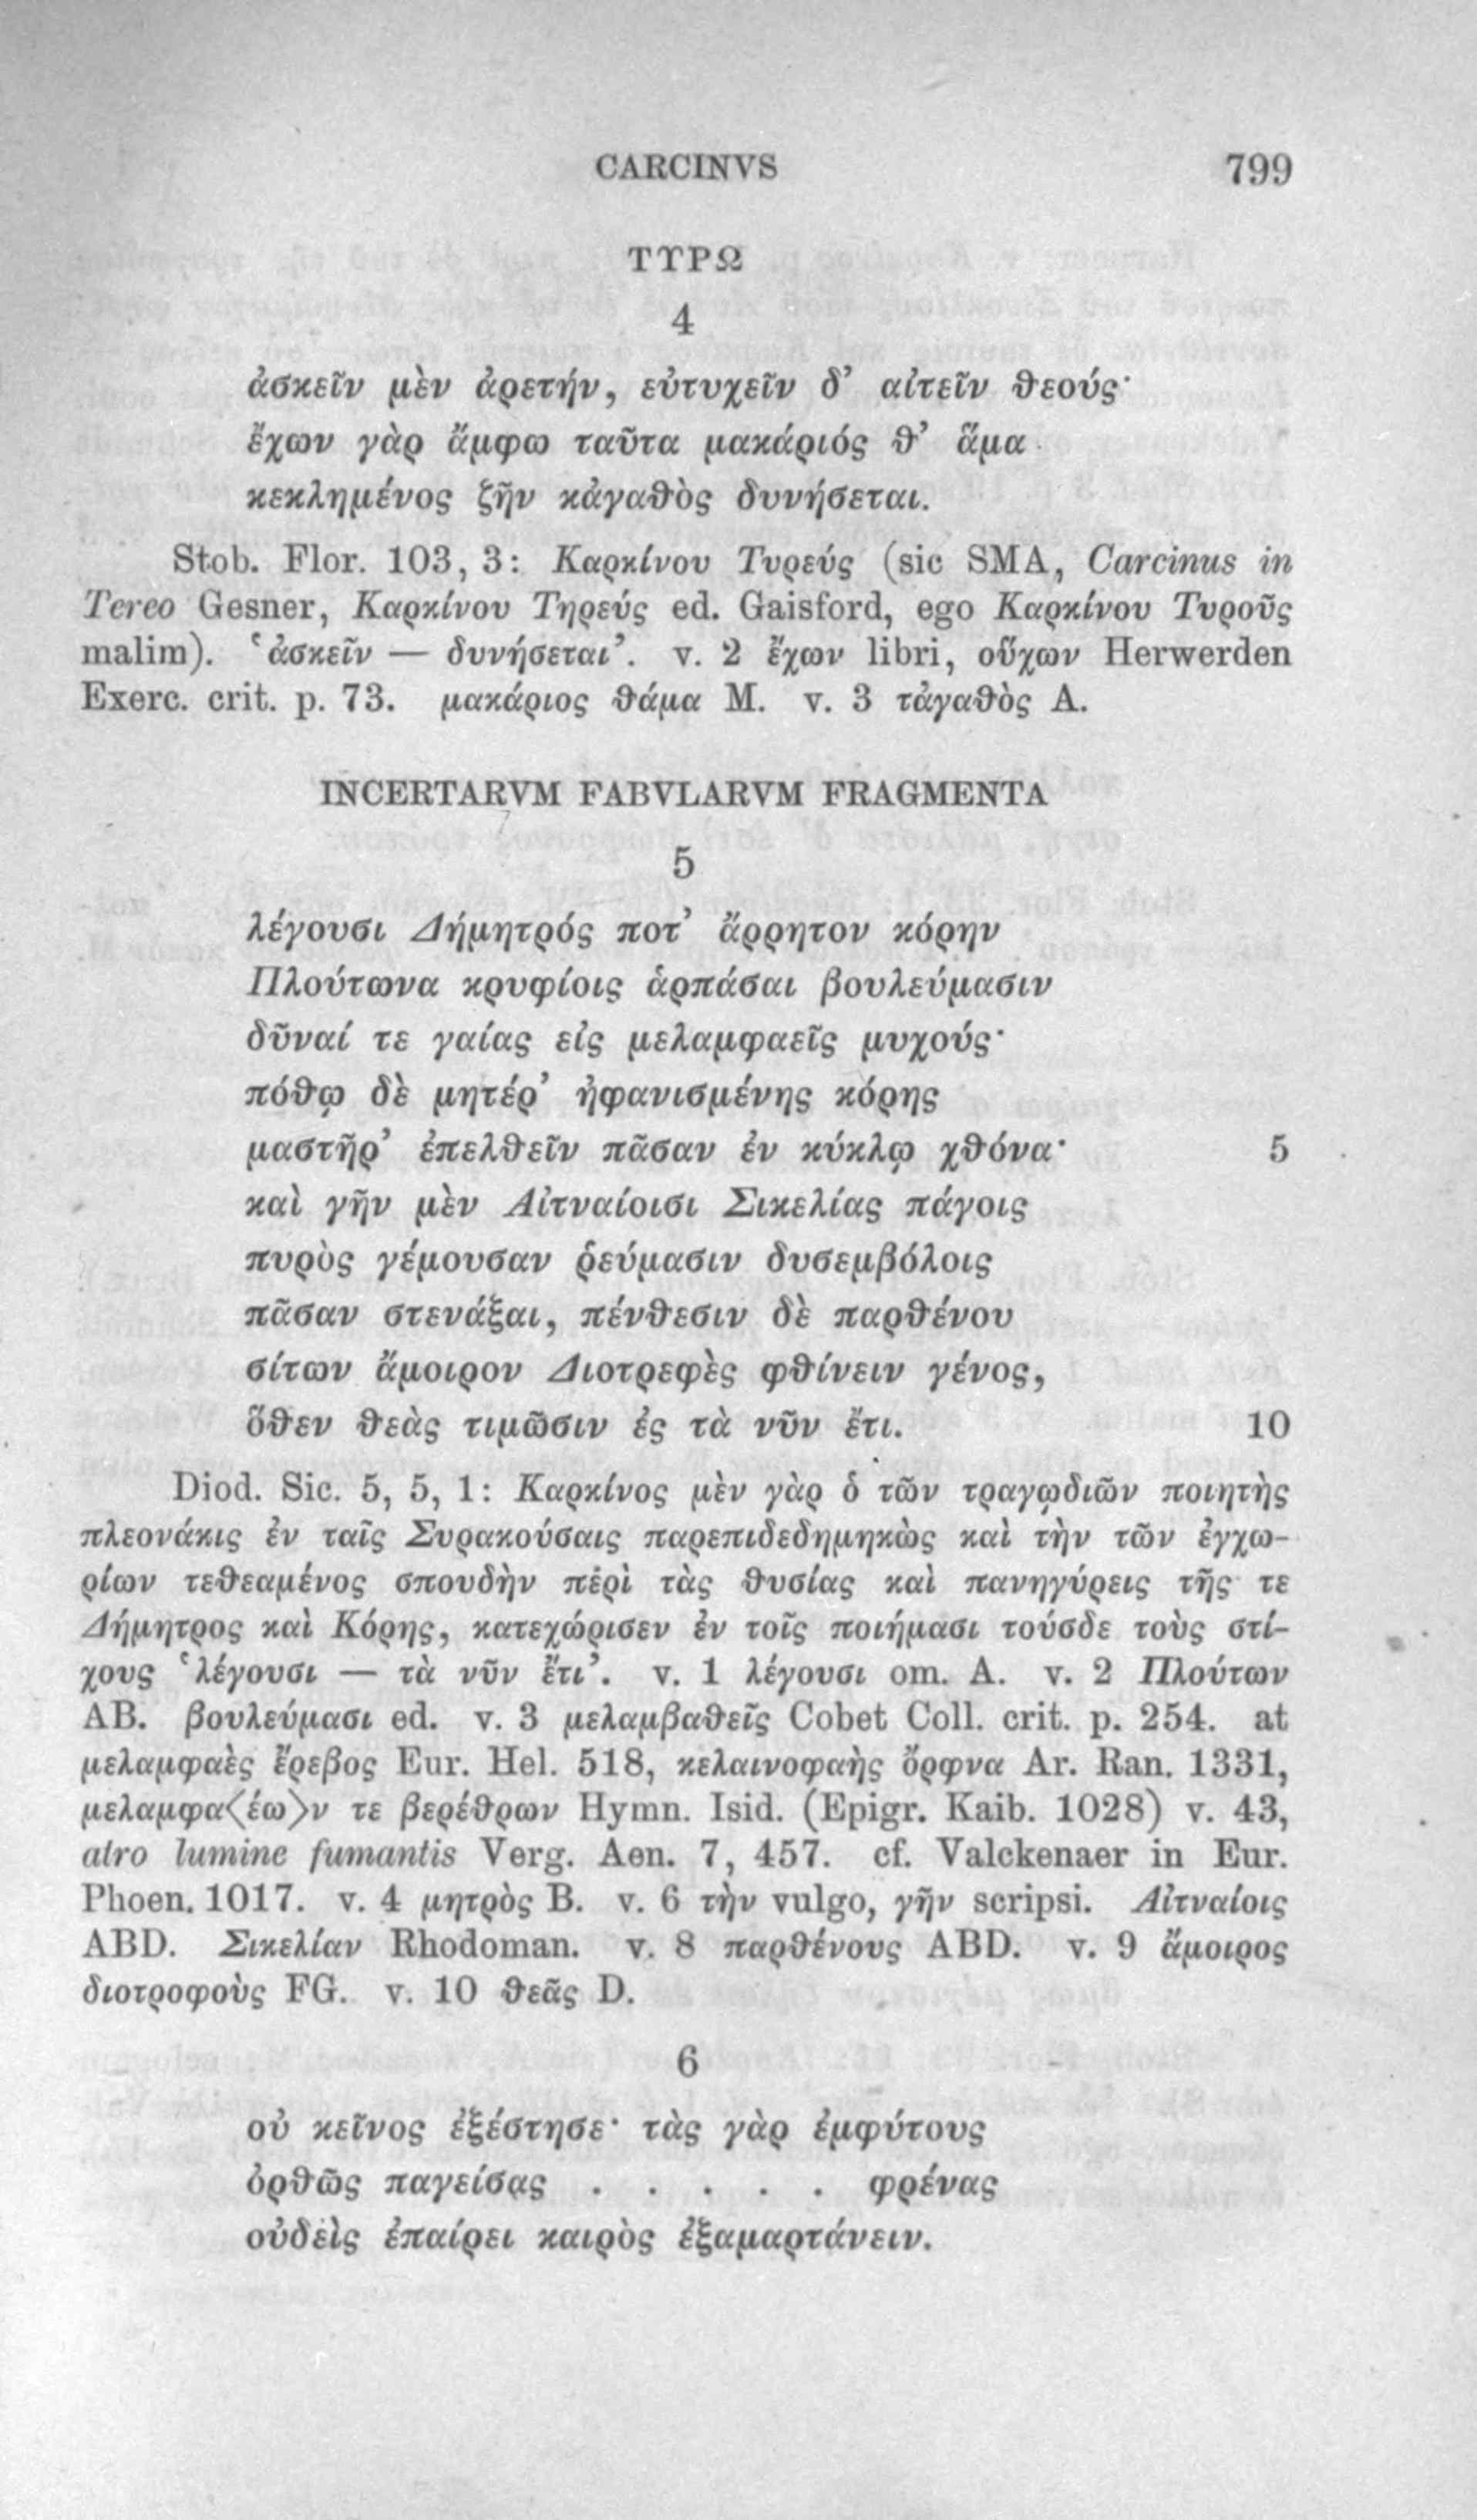 CARCINVS 799
ΤΥΡΩ
4
ἀσκεῖν μὲν ἀρετήν, εὐτυχεῖν δ’ αἰτεῖν θεούς·
ἔχων γὰρ ἄμφω ταῦτα μακάριός θ’ ἅμα
κεκλημένος ζῆν κἀγαθὸς δυνήσεται.
Stob. Flor. 103, 3: Καρκίνου Τυρεύς (sic SMA, Carcinus in
Tereo Gesner, Καρκίνου Τηρεύς ed. Gaisford, ego Καρκίνου Τυροῦς
malim). ‘ἀσκεῖν — δυνήσεται’. v. 2 ἔχων libri, οὕχων Herwerden
Exerc. crit. p. 73. μακάριος θάμα M. v. 3 τἀγαθὸς A.
INCERTARVM FABVLARVM FRAGMENTA
5
λέγουσι Δήμητρός ποτ’ ἄρρητον κόρην
Πλούτωνα κρυφίοις ἁρπάσαι βουλεύμασιν
δῦναί τε γαίας εἰς μελαμφαεῖς μυχούς·
πόθῳ δὲ μητέρ’ ἠφανισμένης κόρης
μαστῆρ’ ἐπελθεῖν πᾶσαν ἐν κύκλῳ χθόνα· 5
καὶ γῆν μὲν Αἰτναίοισι Σικελίας πάγοις
πυρὸς γέμουσαν ῥεύμασιν δυσεμβόλοις
πᾶσαν στενάξαι, πένθεσιν δὲ παρθένου
σίτων ἄμοιρον Διοτρεφὲς φθίνειν γένος,
ὅθεν θεὰς τιμῶσιν ἐς τὰ νῦν ἔτι. 10
Diod. Sic. 5, 5, 1: Καρκίνος μὲν γὰρ ὁ τῶν τραγῳδιῶν ποιητὴς
πλεονάκις ἐν ταῖς Συρακούσαις παρεπιδεδημηκὼς καὶ τὴν τῶν ἐγχω-
ρίων τεθεαμένος σπουδὴν περὶ τὰς θυσίας καὶ πανηγύρεις τῆς τε
Δήμητρος καὶ Κόρης, κατεχώρισεν ἐν τοῖς ποιήμασι τούσδε τοὺς στί-
χους ‘λέγουσι — τὰ νῦν ἔτι’. v. 1 λέγουσι om. A. v. 2 Πλούτων
AB. βουλεύμασι ed. v. 3 μελαμβαθεῖς Cobet Coll. crit. p. 254. at
μελαμφαὲς ἔρεβος Eur. Hel. 518, κελαινοφαὴς ὄρφνα Ar. Ran. 1331,
μελαμφα⟨έω⟩ν τε βερέθρων Hymn. Isid. (Epigr. Kaib. 1028) v. 43,
atro lumine fumantis Verg. Aen. 7, 457. cf. Valckenaer in Eur.
Phoen. 1017. v. 4 μητρὸς B. v. 6 τὴν vulgo, γῆν scripsi. Αἰτναίοις
ABD. Σικελίαν Rhodoman. v. 8 παρθένους ABD. v. 9 ἄμοιρος
διοτροφοὺς FG. v. 10 θεᾶς D.
6
οὐ κεῖνος ἐξέστησε· τὰς γὰρ ἐμφύτους
ὀρθῶς παγείσας . . . . . φρένας
οὐδεὶς ἐπαίρει καιρὸς ἐξαμαρτάνειν.